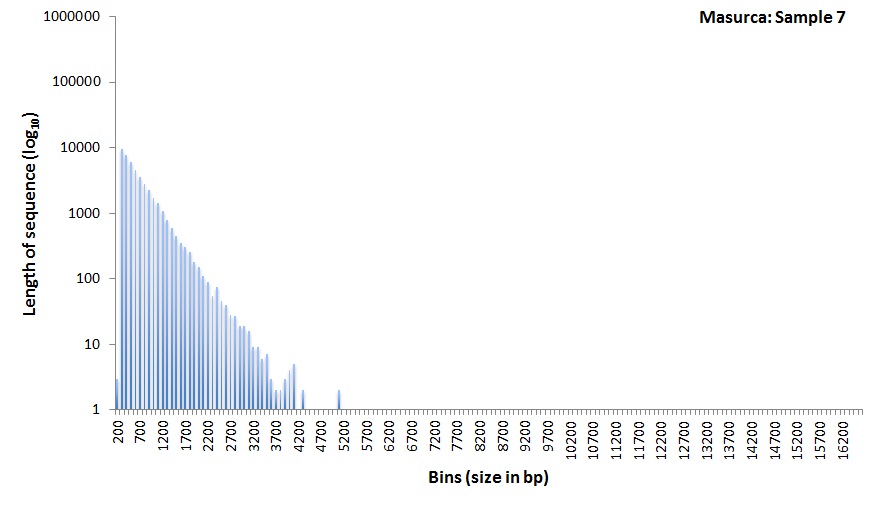 Masurca: Sample 7
Length of sequence (log10)
1000000
100000
10000
1000
100
10
1
200 700 1200 1700 2200 2700 3200 3700 4200 4700 5200 5700 6200 6700 7200 7700 8200 8700 9200 9700 10200 10700 11200 11700 12200 12700 13200 13700 14200 14700 15200 15700 16200
Bins (size in bp)